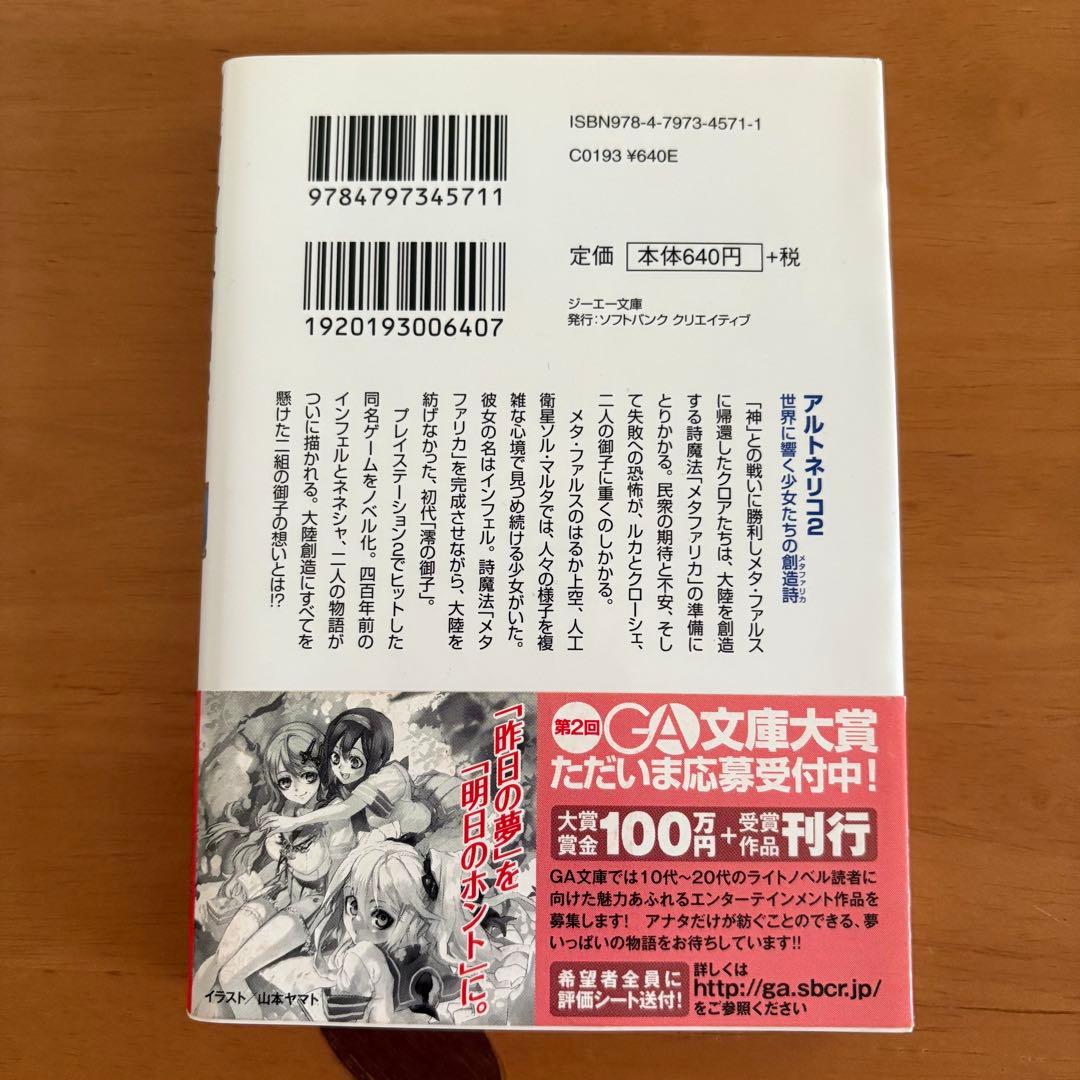 ISBN978-4-7973-4571-1
C0193 ¥640E
9784797345711
定価 本体640円 +税
1920193006407
ジーエー文庫
発行:ソフトバンク クリエイティブ
アルトネリコ2
世界に響く少女たちの創造詩
メタファリカ
「神」との戦いに勝利しメタ・ファルス
に帰還したクロアたちは、大陸を創造
する詩魔法「メタファリカ」の準備に
とりかかる。民衆の期待と不安、そし
て失敗への恐怖が、ルカとクローシェ、
二人の御子に重くのしかかる。
メタ・ファルスのはるか上空、人工
衛星ソル・マルタでは、人々の様子を複
雑な心境で見つめ続ける少女がいた。
彼女の名はインフェル。詩魔法「メタ
ファリカ」を完成させながら、大陸を
紡げなかった、初代「澪の御子」。
プレイステーション2でヒットした
同名ゲームをノベル化。四百年前の
インフェルとネネシャ、二人の物語が
ついに描かれる。大陸創造にすべてを
懸けた二組の御子の想いとは!?
「昨日の夢」を
「明日のホント」に。
イラスト/山本ヤマト
第2回 GA文庫大賞
ただいま応募受付中!
大賞賞金100万円+受賞作品刊行
GA文庫では10代〜20代のライトノベル読者に
向けた魅力あふれるエンターテインメント作品を
募集します! アナタだけが紡ぐことのできる、夢
いっぱいの物語をお待ちしています!!
希望者全員に
評価シート送付!
詳しくは
http://ga.sbcr.jp/
をご参照ください